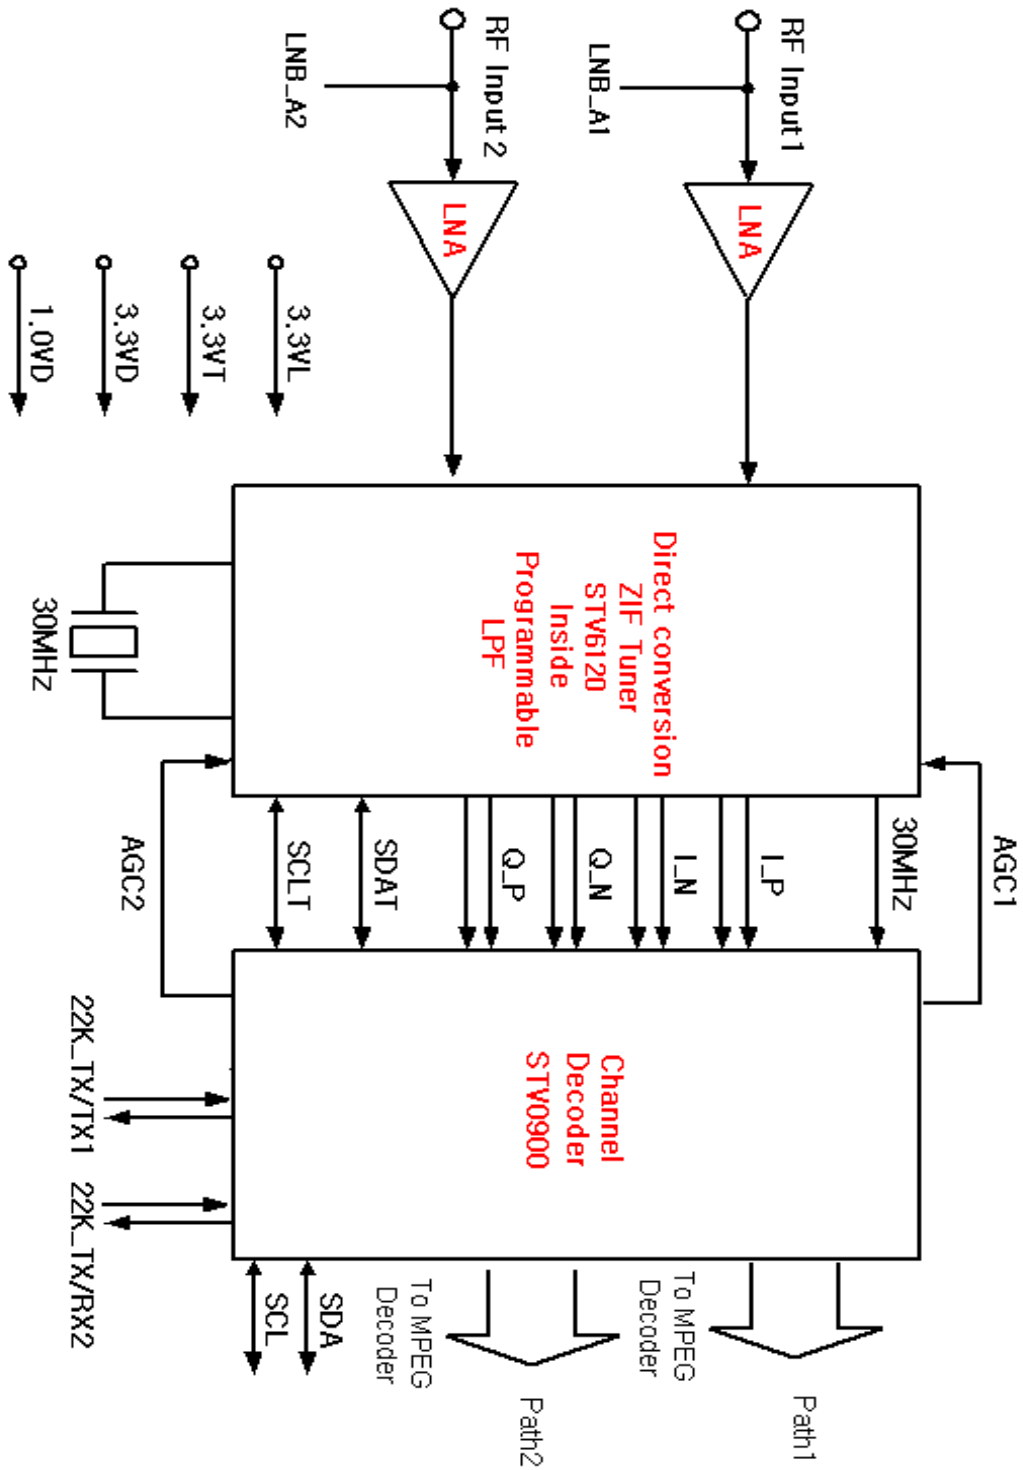 RF Input1
LNB_A1
RF Input2
LNB_A2
LNA
LNA
3.3VL
3.3VT
3.3VD
1.0VD
Direct conversion
ZIF Tuner
STV6120
Inside
Programmable
LPF
30MHz
AGC1
30MHz
I_P
I_N
Q_N
Q_P
SDAT
SCLT
AGC2
Channel
Decoder
STV0900
22K_TX/TX1
22K_TX/RX2
SDA
SCL
To MPEG
Decoder
Path1
To MPEG
Decoder
Path2